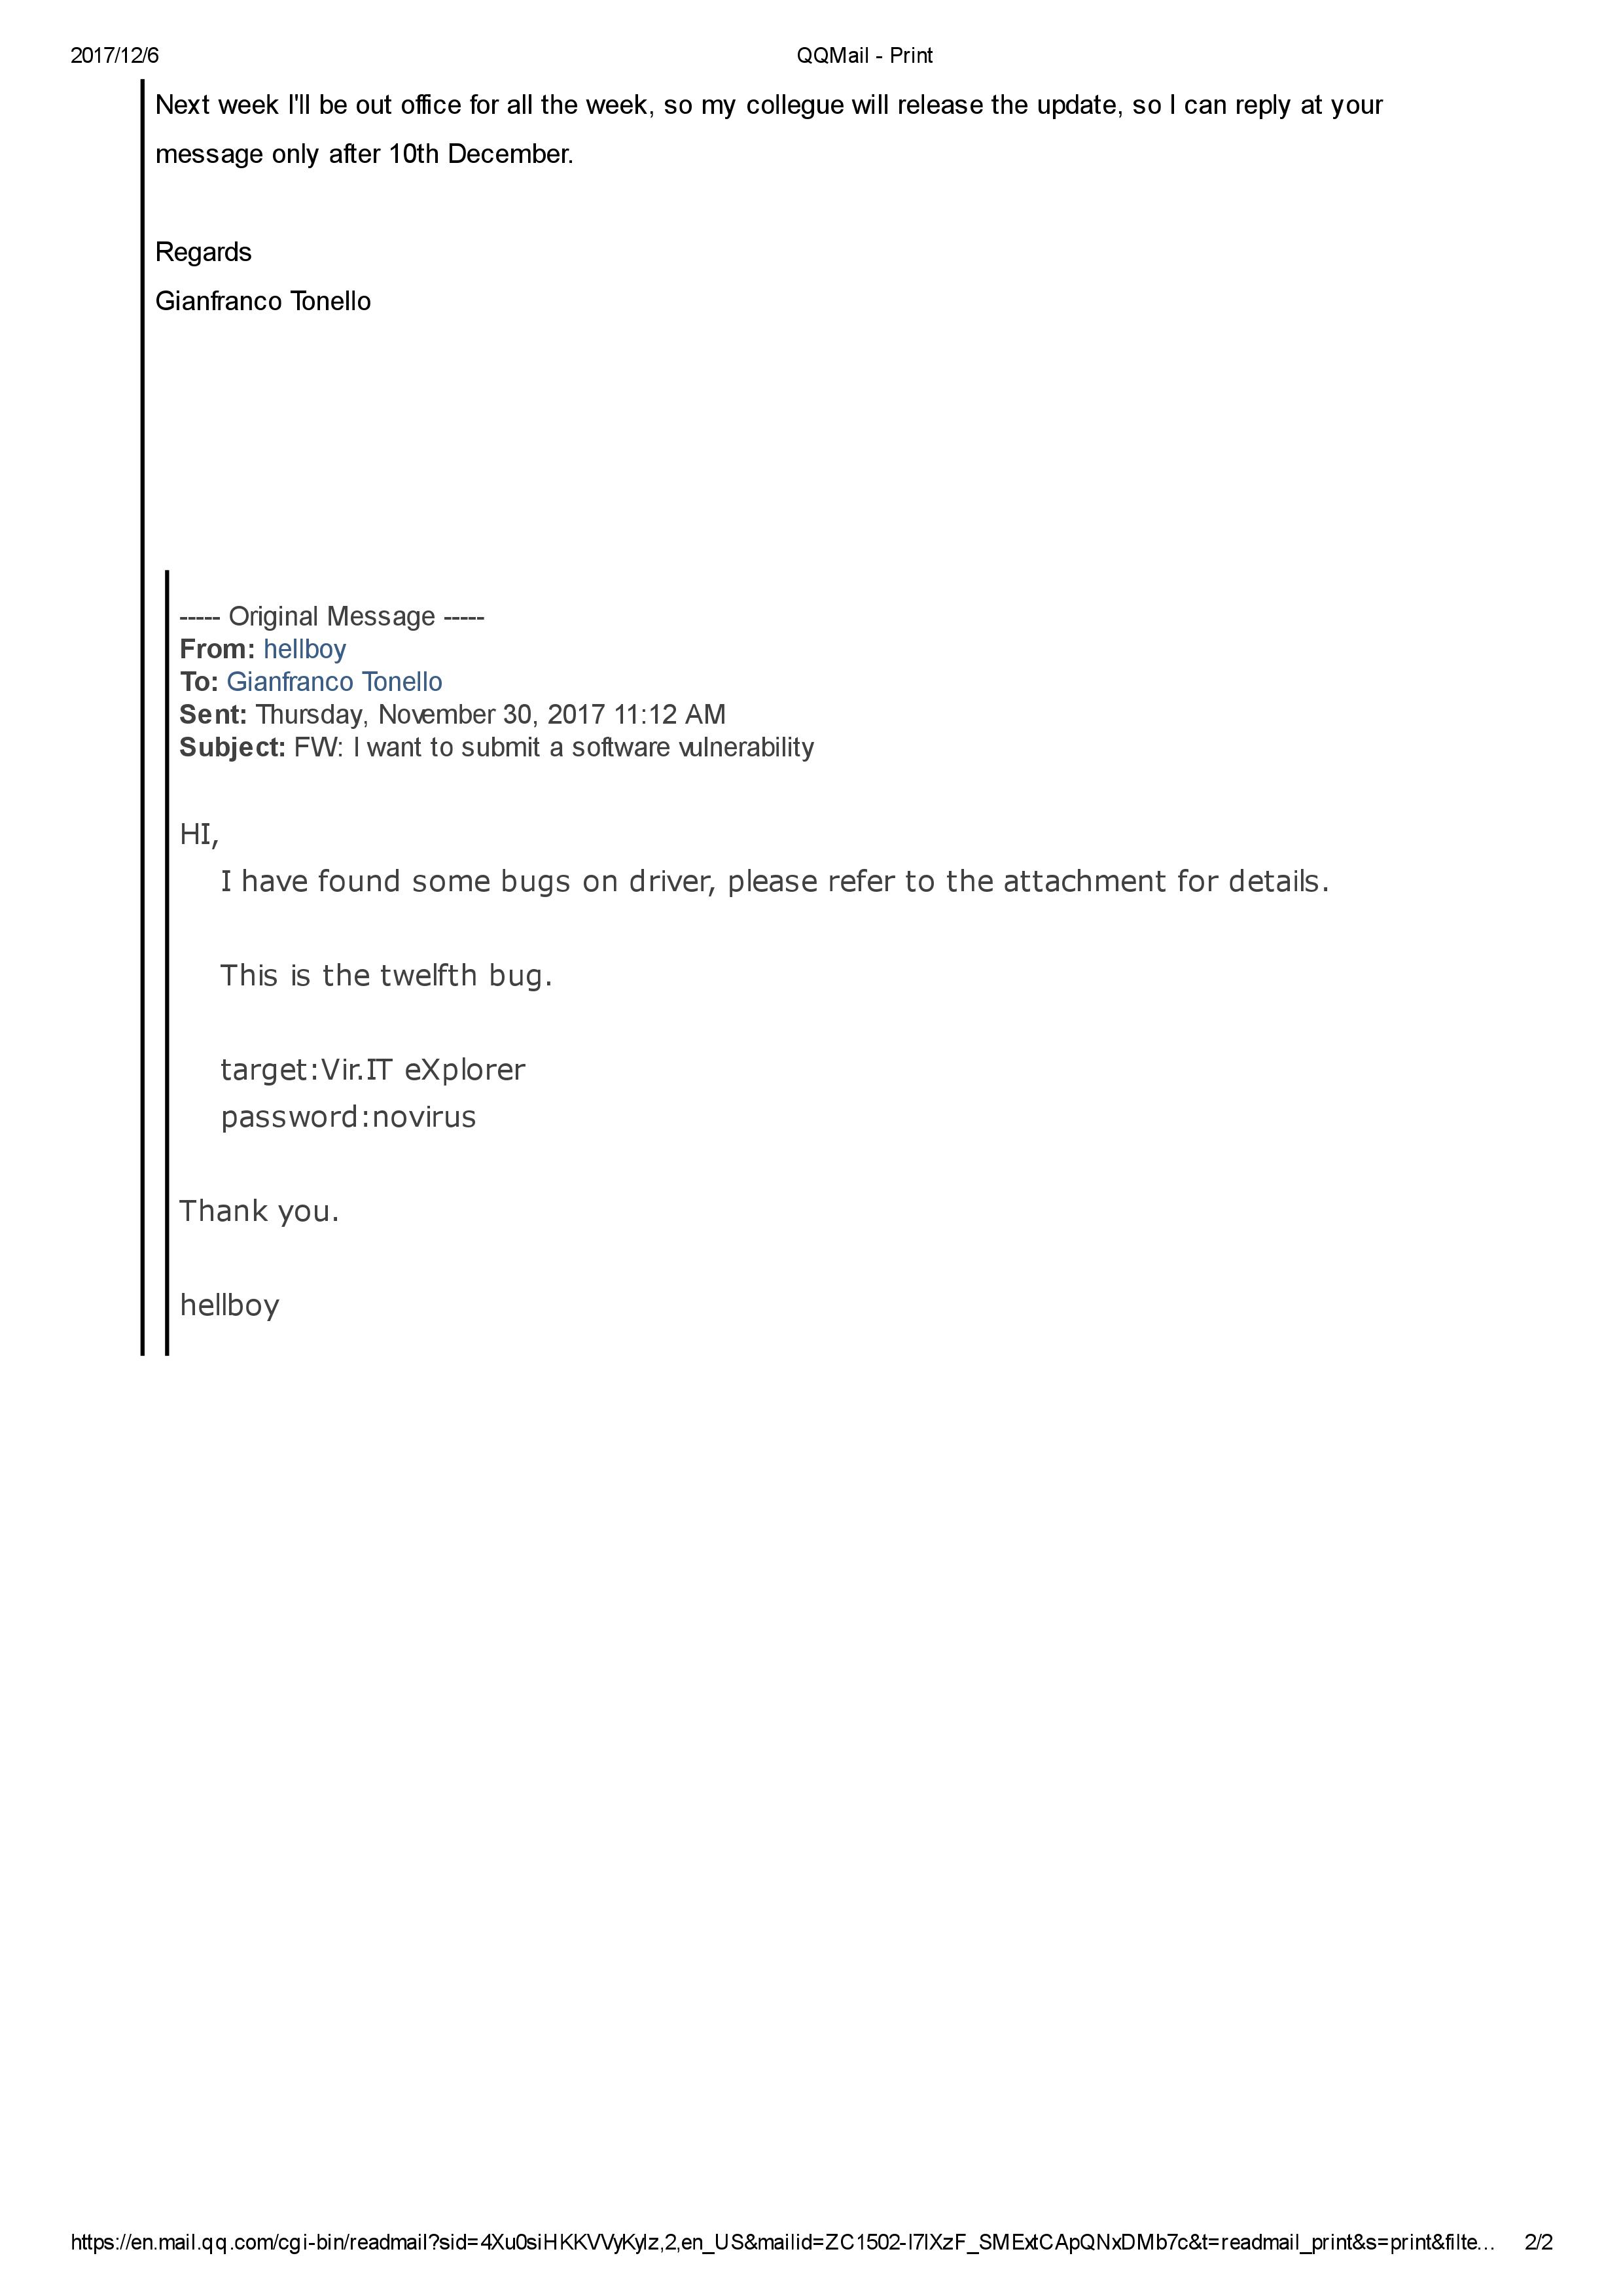 2017/12/6
QQMail - Print
Next week I'll be out office for all the week, so my collegue will release the update, so I can reply at your
message only after 10th December.
Regards
Gianfranco Tonello
----- Original Message -----
From: hellboy
To: Gianfranco Tonello
Sent: Thursday, November 30, 2017 11:12 AM
Subject: FW: I want to submit a software vulnerability
HI,
I have found some bugs on driver, please refer to the attachment for details.
This is the twelfth bug.
target:Vir.IT eXplorer
password:novirus
Thank you.
hellboy
https://en.mail.qq.com/cgi-bin/readmail?sid=4Xu0siHKKVVyKylz,2,en_US&mailid=ZC1502-I7IXzF_SMExtCApQNxDMb7c&t=readmail_print&s=print&filte...
2/2